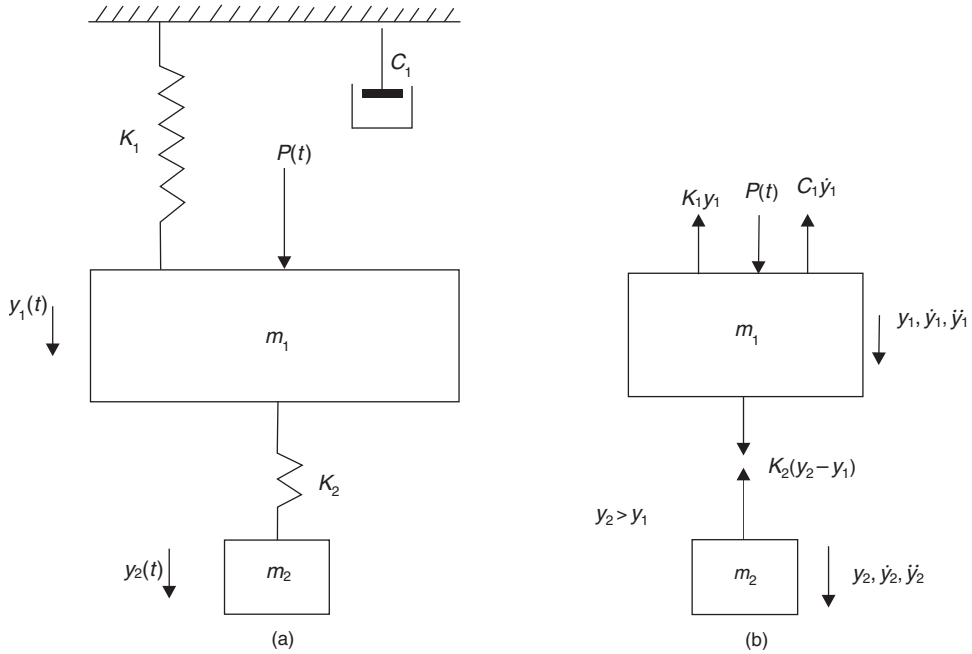 C₁
K₁
P(t)
y₁(t)
m₁
K₂
y₂(t)
m₂
(a)
K₁y₁
P(t)
C₁ẏ₁
m₁
y₁, ẏ₁, ÿ₁
K₂(y₂ – y₁)
y₂ > y₁
m₂
y₂, ẏ₂, ÿ₂
(b)